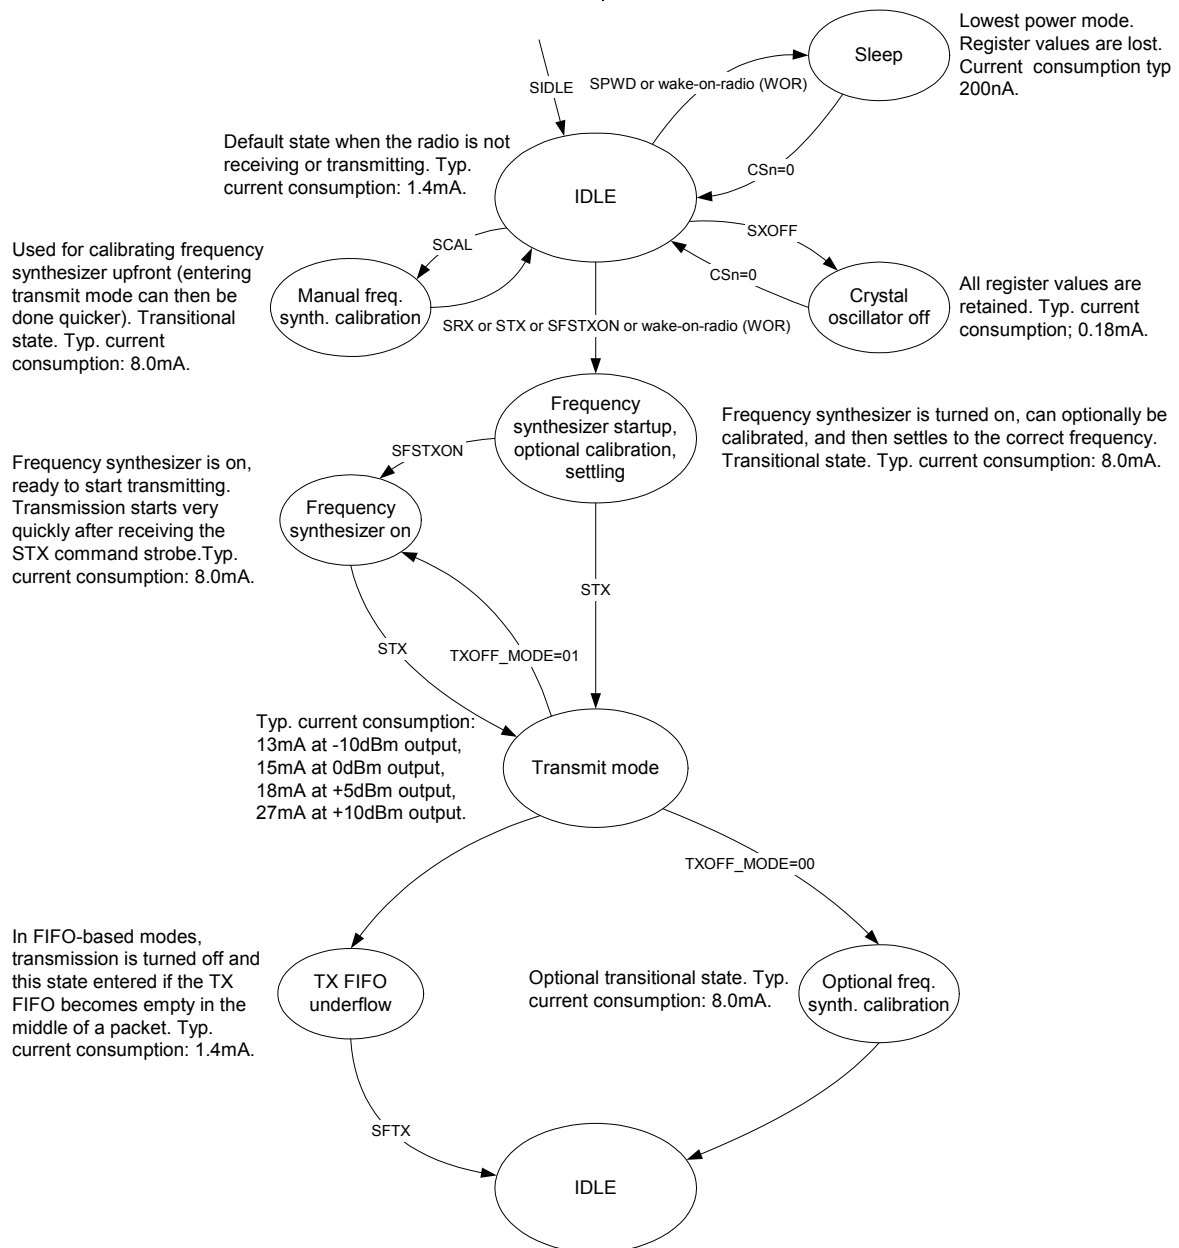 Lowest power mode.
Register values are lost.
Current consumption typ
200nA.
Sleep
SIDLE
SPWD or wake-on-radio (WOR)
Default state when the radio is not
receiving or transmitting. Typ.
current consumption: 1.4mA.
CSn=0
IDLE
Used for calibrating frequency
synthesizer upfront (entering
transmit mode can then be
done quicker). Transitional
state. Typ. current
consumption: 8.0mA.
SCAL
SXOFF
CSn=0
Manual freq.
synth. calibration
Crystal
oscillator off
All register values are
retained. Typ. current
consumption; 0.18mA.
SRX or STX or SFSTXON or wake-on-radio (WOR)
Frequency
synthesizer startup,
optional calibration,
settling
Frequency synthesizer is turned on, can optionally be
calibrated, and then settles to the correct frequency.
Transitional state. Typ. current consumption: 8.0mA.
SFSTXON
Frequency synthesizer is on,
ready to start transmitting.
Transmission starts very
quickly after receiving the
STX command strobe.Typ.
current consumption: 8.0mA.
Frequency
synthesizer on
STX
STX
TXOFF_MODE=01
Typ. current consumption:
13mA at -10dBm output,
15mA at 0dBm output,
18mA at +5dBm output,
27mA at +10dBm output.
Transmit mode
TXOFF_MODE=00
In FIFO-based modes,
transmission is turned off and
this state entered if the TX
FIFO becomes empty in the
middle of a packet. Typ.
current consumption: 1.4mA.
TX FIFO
underflow
Optional transitional state. Typ.
current consumption: 8.0mA.
Optional freq.
synth. calibration
SFTX
IDLE